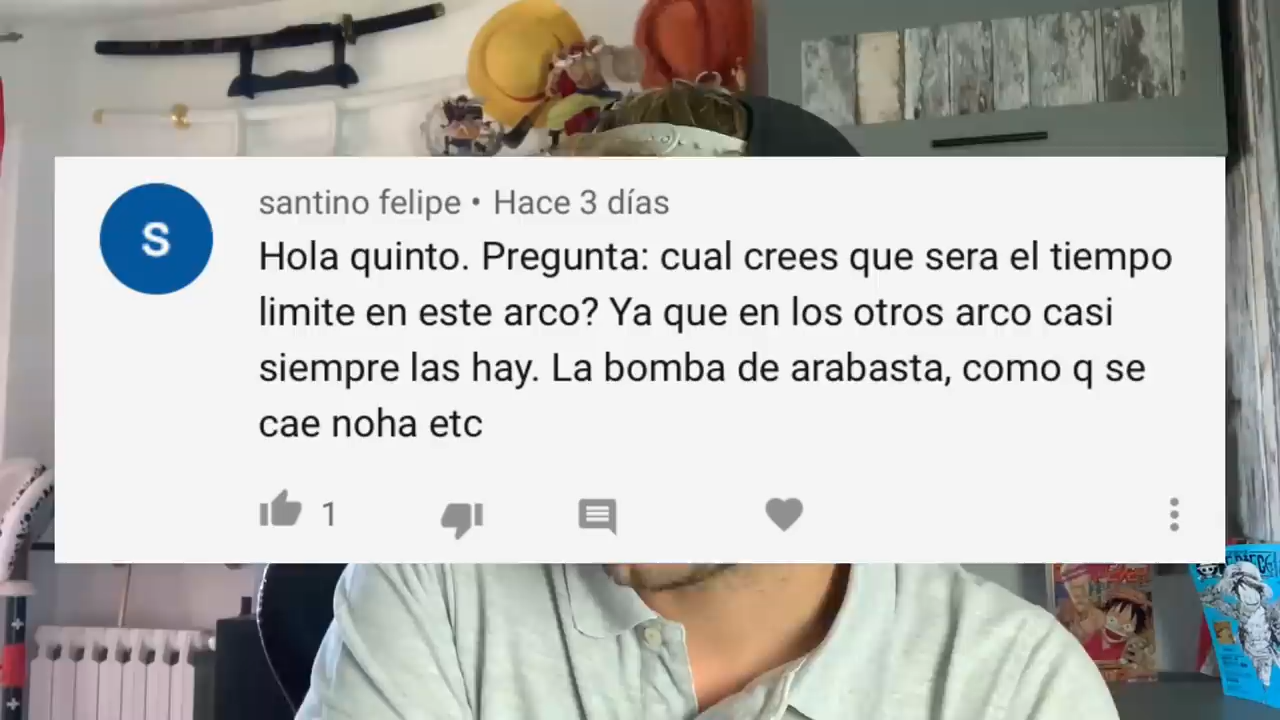 santino felipe • Hace 3 días
S
Hola quinto. Pregunta: cual crees que sera el tiempo
limite en este arco? Ya que en los otros arco casi
siempre las hay. La bomba de arabasta, como q se
cae noha etc
1